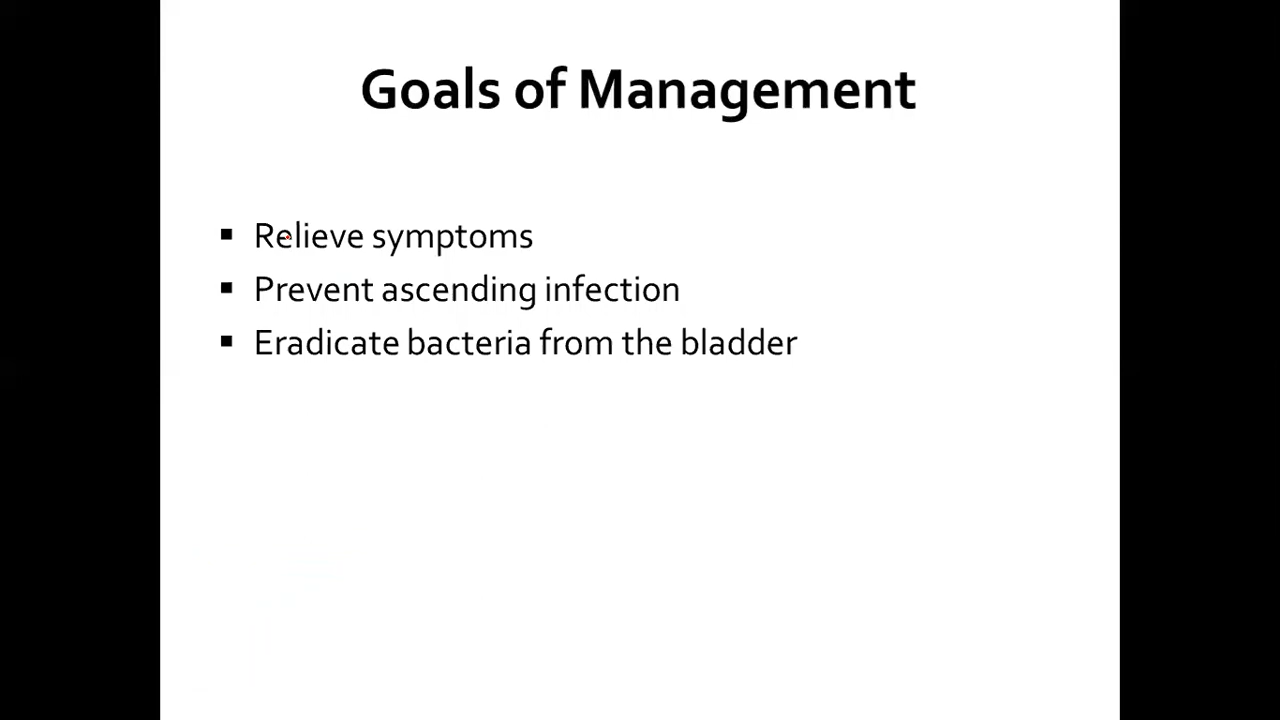 Goals of Management
▪ Relieve symptoms
▪ Prevent ascending infection
▪ Eradicate bacteria from the bladder